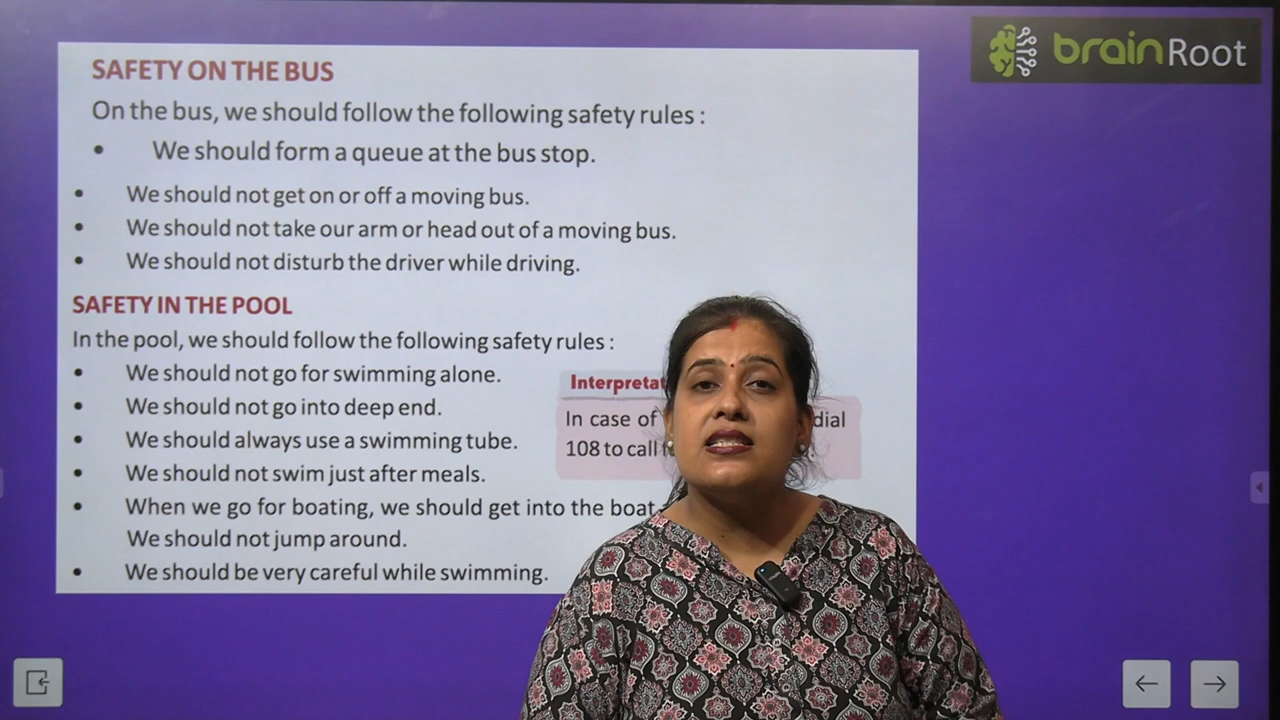 brainRoot
SAFETY ON THE BUS
On the bus, we should follow the following safety rules :
• We should form a queue at the bus stop.
• We should not get on or off a moving bus.
• We should not take our arm or head out of a moving bus.
• We should not disturb the driver while driving.
SAFETY IN THE POOL
In the pool, we should follow the following safety rules :
• We should not go for swimming alone.
• We should not go into deep end.
• We should always use a swimming tube.
• We should not swim just after meals.
• When we go for boating, we should get into the boat
We should not jump around.
• We should be very careful while swimming.
In case of dial
108 to call